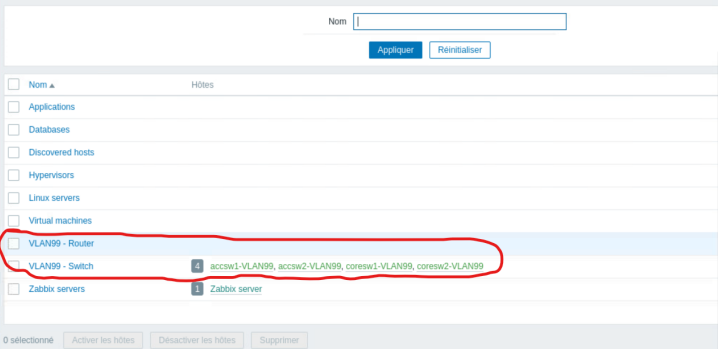 Nom
Appliquer Réinitialiser
Nom Hôtes
Applications
Databases
Discovered hosts
Hypervisors
Linux servers
Virtual machines
VLAN99 - Router
VLAN99 - Switch 4 accsw1-VLAN99, accsw2-VLAN99, coresw1-VLAN99, coresw2-VLAN99
Zabbix servers 1 Zabbix server
0 sélectionné Activer les hôtes Désactiver les hôtes Supprimer